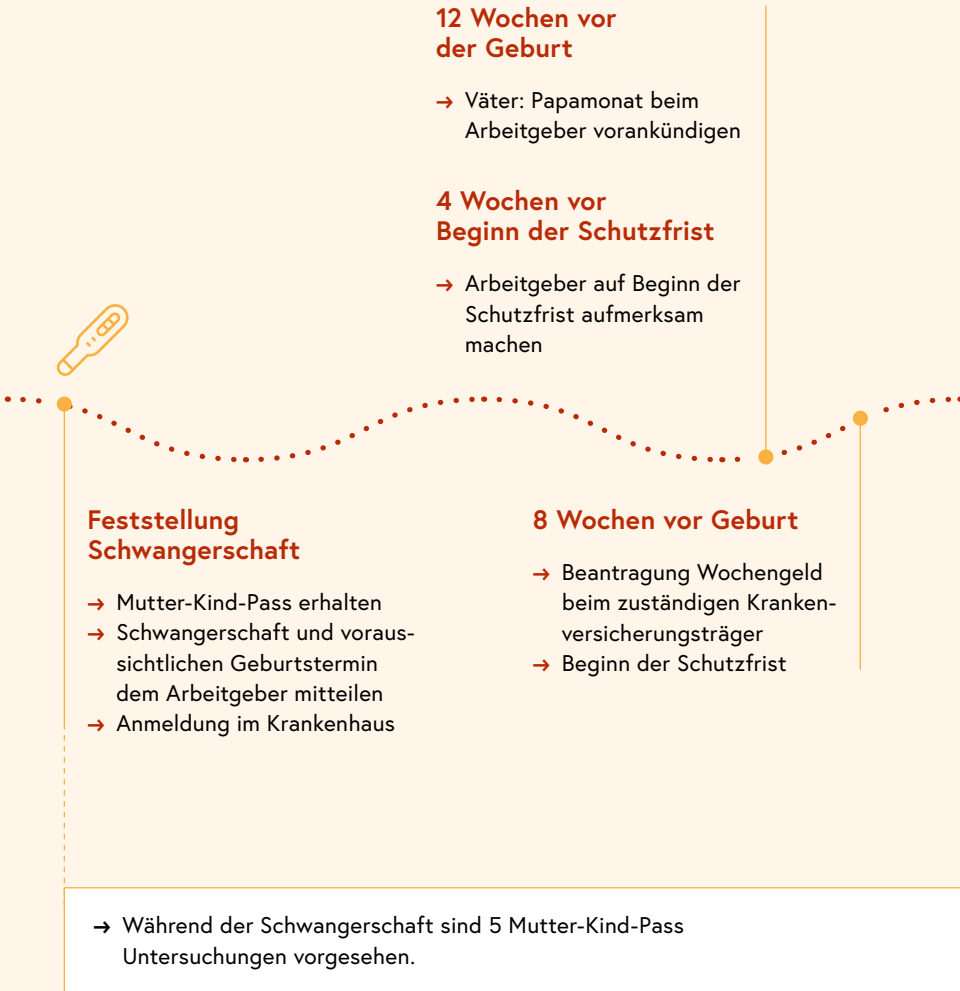 12 Wochen vor
der Geburt
→ Väter: Papamonat beim
Arbeitgeber vorankündigen
4 Wochen vor
Beginn der Schutzfrist
→ Arbeitgeber auf Beginn der
Schutzfrist aufmerksam
machen
Feststellung
Schwangerschaft
→ Mutter-Kind-Pass erhalten
→ Schwangerschaft und voraus-
sichtlichen Geburtstermin
dem Arbeitgeber mitteilen
→ Anmeldung im Krankenhaus
8 Wochen vor Geburt
→ Beantragung Wochengeld
beim zuständigen Kranken-
versicherungsträger
→ Beginn der Schutzfrist
→ Während der Schwangerschaft sind 5 Mutter-Kind-Pass
Untersuchungen vorgesehen.